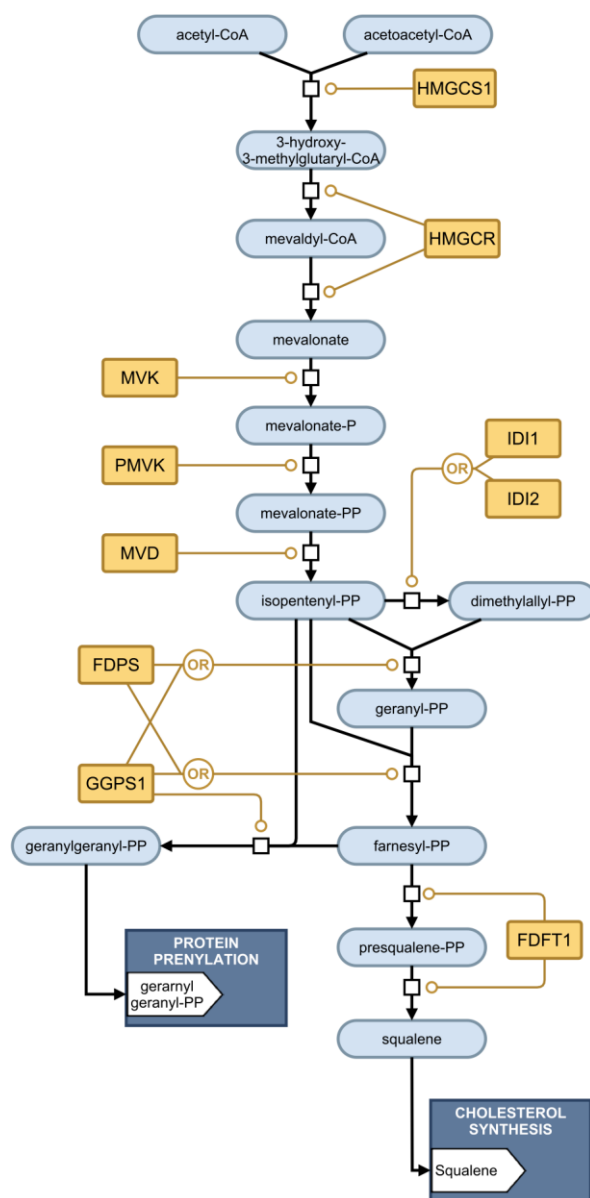 acetyl-CoA
acetoacetyl-CoA
HMGCS1
3-hydroxy-
3-methylglutaryl-CoA
mevaldyl-CoA
HMGCR
mevalonate
MVK
mevalonate-P
IDI1
OR
PMVK
IDI2
mevalonate-PP
MVD
isopentenyl-PP
dimethylallyl-PP
FDPS
OR
geranyl-PP
GGPS1
OR
geranylgeranyl-PP
farnesyl-PP
PROTEIN
PRENYLATION
gerarnyl
geranyl-PP
presqualene-PP
FDFT1
squalene
CHOLESTEROL
SYNTHESIS
Squalene